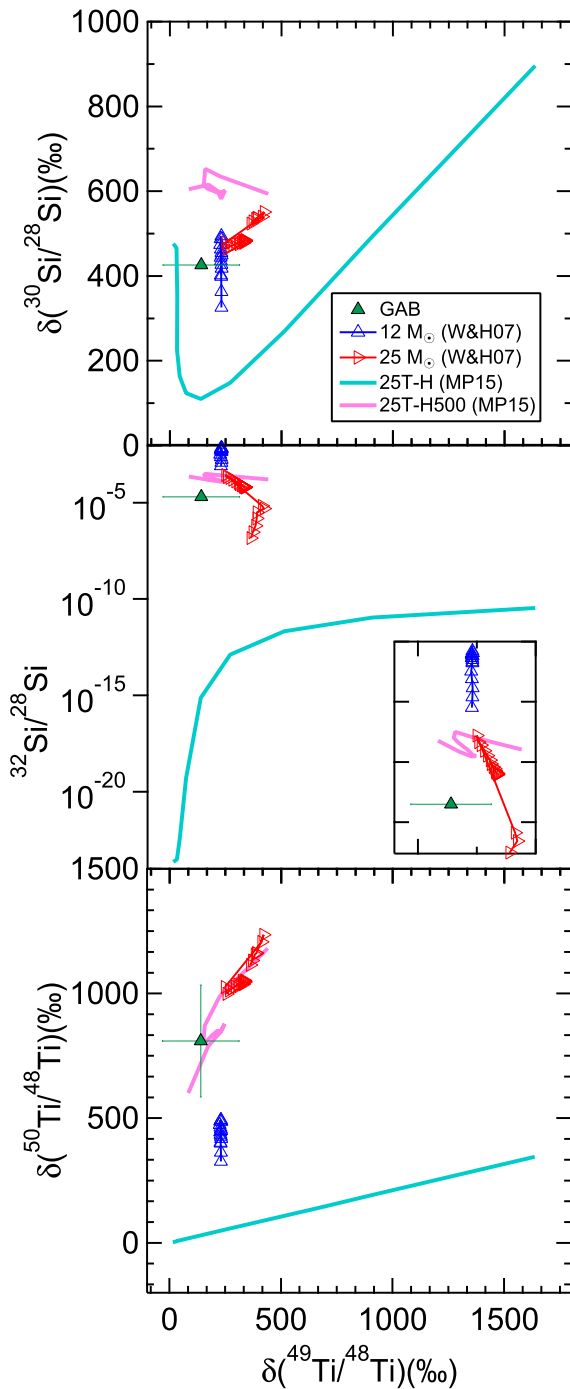 1000
800
600
400
200
0
δ(³⁰Si/²⁸Si)(‰)
GAB
12 M☉ (W&H07)
25 M☉ (W&H07)
25T-H (MP15)
25T-H500 (MP15)
10⁻⁵
10⁻¹⁰
10⁻¹⁵
10⁻²⁰
³²Si/²⁸Si
1500
1000
500
0
δ(⁵⁰Ti/⁴⁸Ti)(‰)
0 500 1000 1500
δ(⁴⁹Ti/⁴⁸Ti)(‰)